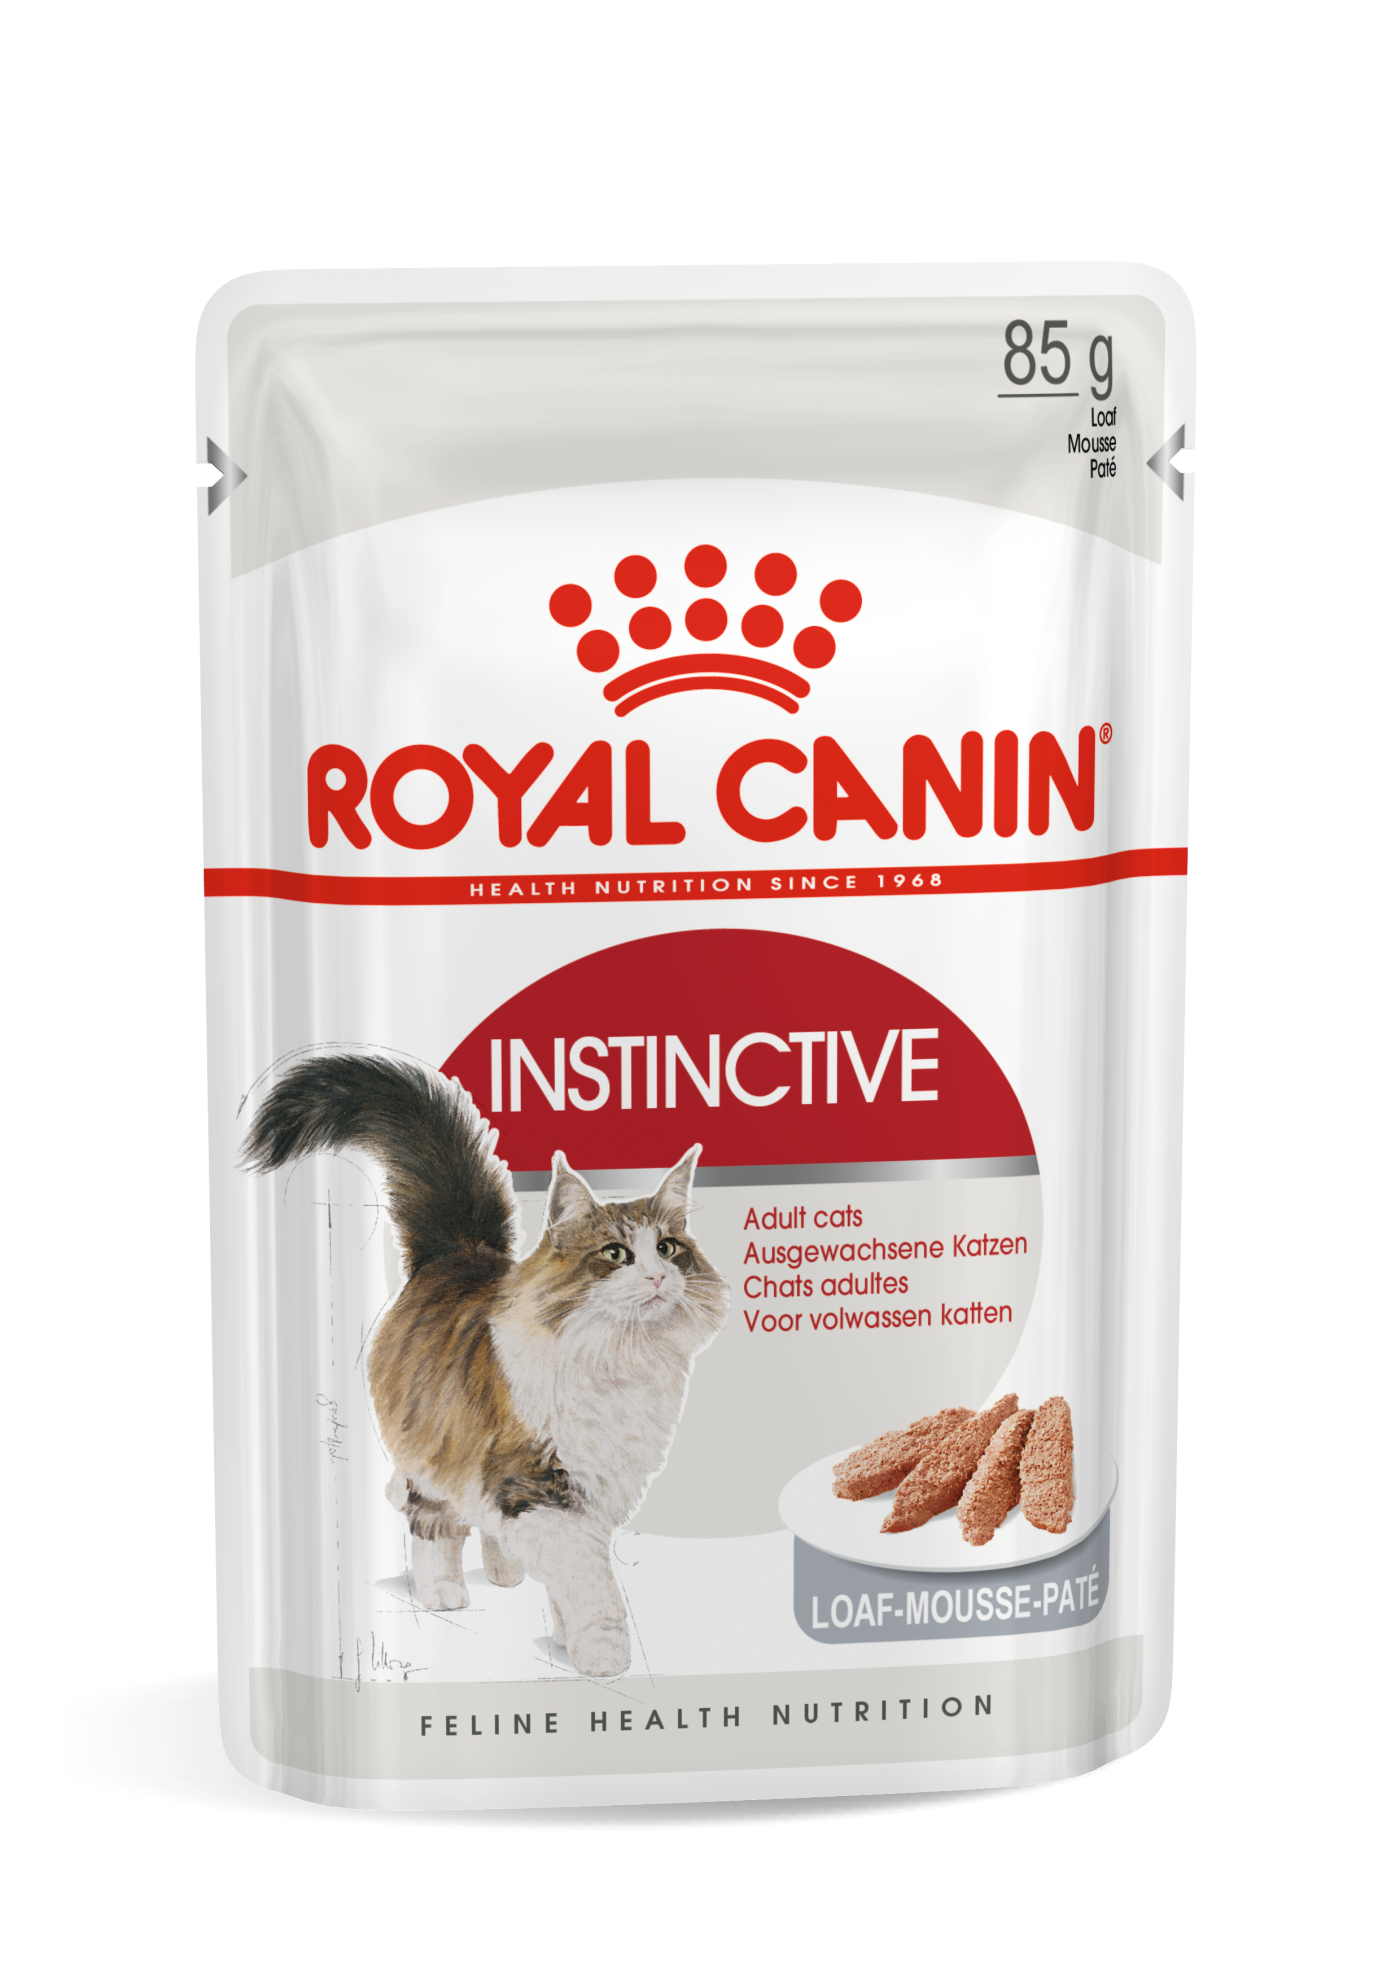 85 g
Loaf
Mousse
Paté
ROYAL CANIN®
HEALTH NUTRITION SINCE 1968
INSTINCTIVE
Adult cats
Ausgewachsene Katzen
Chats adultes
Voor volwassen katten
LOAF-MOUSSE-PATÉ
FELINE HEALTH NUTRITION